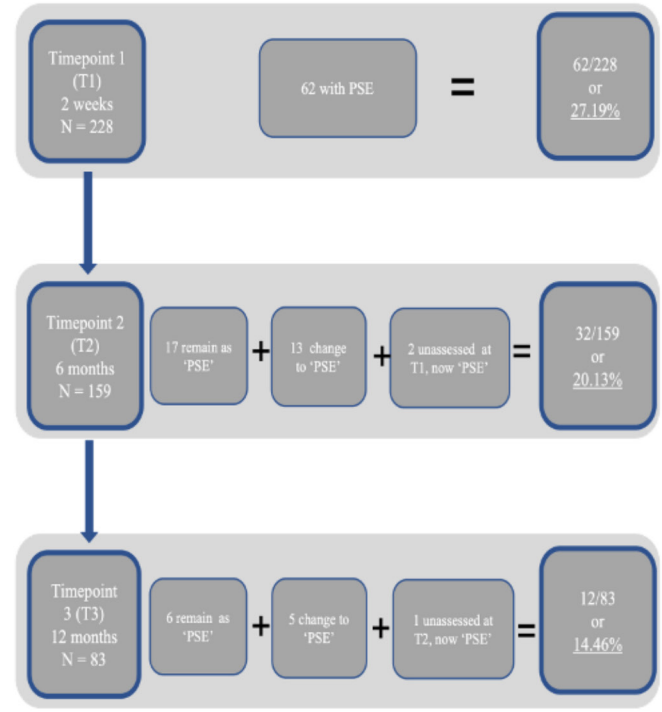 Timepoint 1
(T1)
2 weeks
N = 228
62 with PSE
=
62/228
or
27.19%
Timepoint 2
(T2)
6 months
N = 159
17 remain as
‘PSE’
+
13 change
to ‘PSE’
+
2 unassessed at
T1, now ‘PSE’
=
32/159
or
20.13%
Timepoint
3 (T3)
12 months
N = 83
6 remain as
‘PSE’
+
5 change to
‘PSE’
+
1 unassessed at
T2, now ‘PSE’
=
12/83
or
14.46%